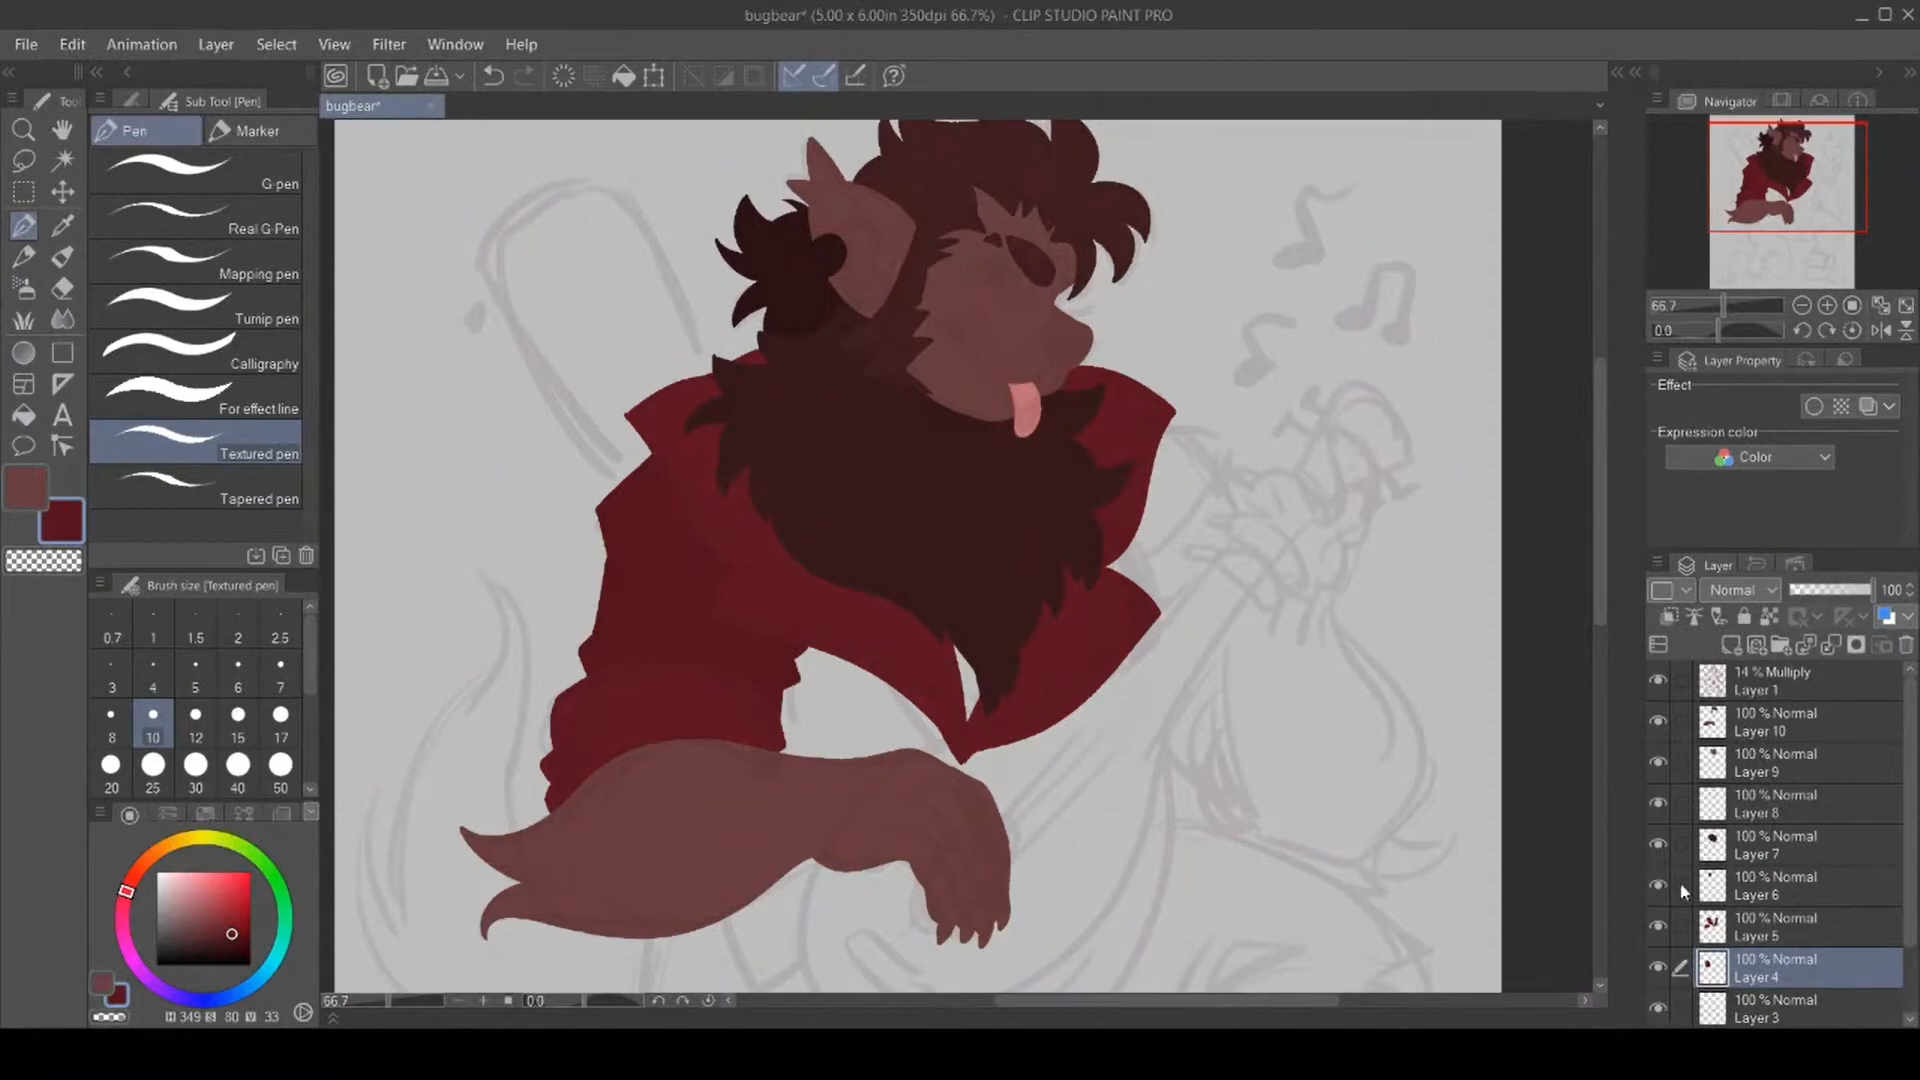 bugbear* (5.00 x 6.00in 350dpi 66.7%) - CLIP STUDIO PAINT PRO
File Edit Animation Layer Select View Filter Window Help
Tool
Sub Tool [Pen]
bugbear*
Navigator
Pen
Marker
G-pen
Real G-Pen
Mapping pen
Turnip pen
Calligraphy
For effect line
Textured pen
Tapered pen
Brush size [Textured pen]
0.7 1 1.5 2 2.5
3 4 5 6 7
8 10 12 15 17
20 25 30 40 50
H 349 S 80 V 33
66.7
0.0
66.7
0.0
Layer Property
Effect
Expression color
Color
Layer
Normal
100
14 % Multiply
Layer 1
100 % Normal
Layer 10
100 % Normal
Layer 9
100 % Normal
Layer 8
100 % Normal
Layer 7
100 % Normal
Layer 6
100 % Normal
Layer 5
100 % Normal
Layer 4
100 % Normal
Layer 3